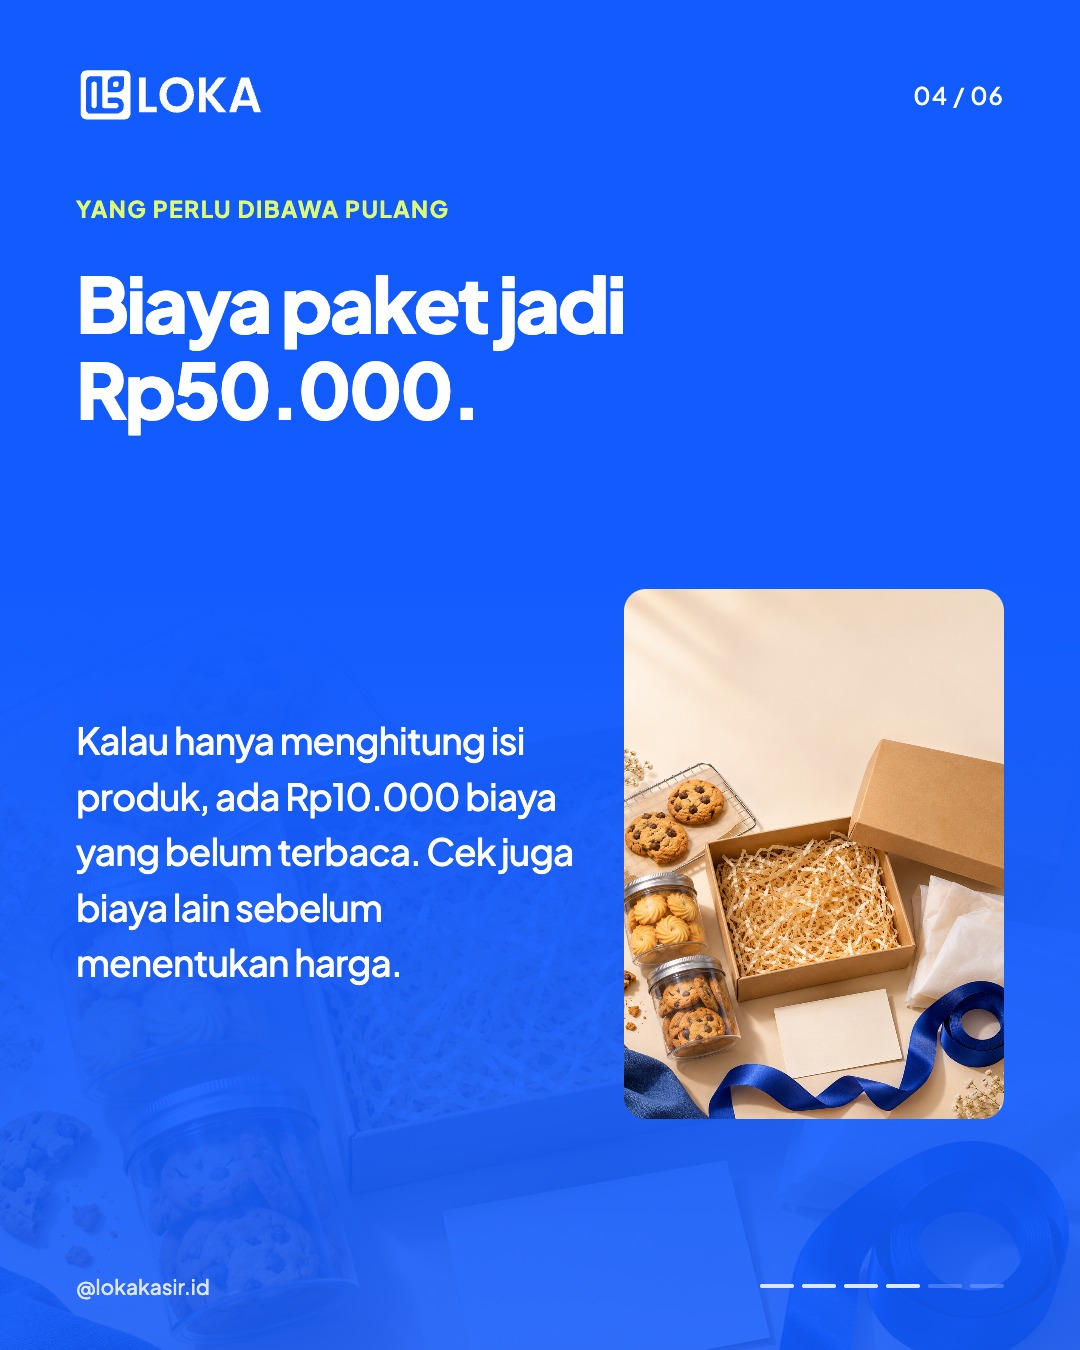 LOKA
04 / 06
YANG PERLU DIBAWA PULANG
Biaya paket jadi
Rp50.000.
Kalau hanya menghitung isi
produk, ada Rp10.000 biaya
yang belum terbaca. Cek juga
biaya lain sebelum
menentukan harga.
@lokakasir.id